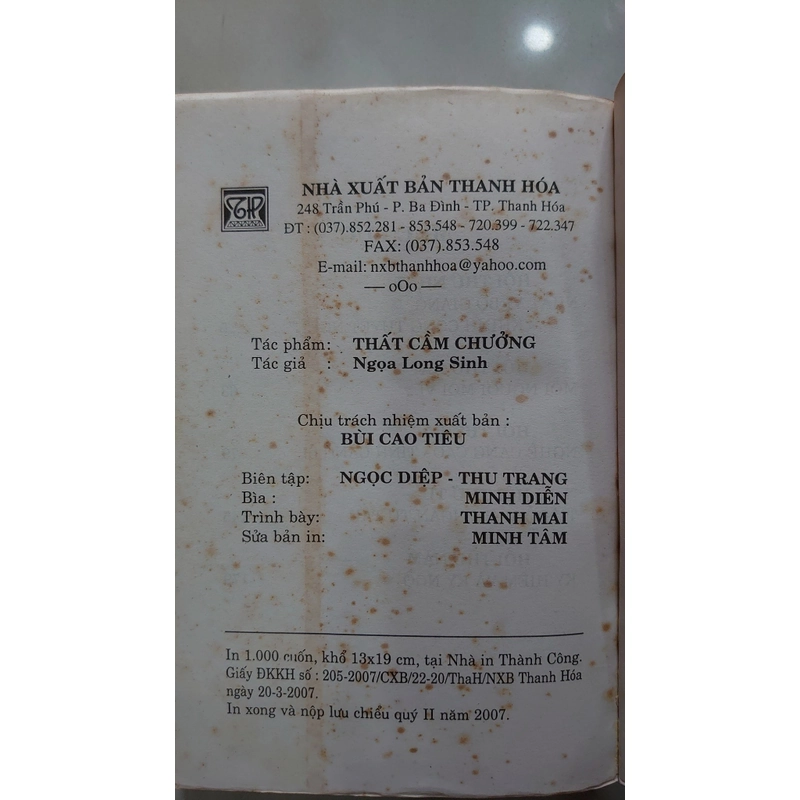 NHÀ XUẤT BẢN THANH HÓA
248 Trần Phú - P. Ba Đình - TP. Thanh Hóa
ĐT : (037).852.281 - 853.548 - 720.399 - 722.347
FAX: (037).853.548
E-mail: nxbthanhhoa@yahoo.com
— oOo —
Tác phẩm: THẤT CẦM CHƯỞNG
Tác giả : Ngọa Long Sinh
Chịu trách nhiệm xuất bản :
BÙI CAO TIÊU
Biên tập: NGỌC DIỆP - THU TRANG
Bìa : MINH DIỄN
Trình bày: THANH MAI
Sửa bản in: MINH TÂM
In 1.000 cuốn, khổ 13x19 cm, tại Nhà in Thành Công.
Giấy ĐKKH số : 205-2007/CXB/22-20/ThaH/NXB Thanh Hóa
ngày 20-3-2007.
In xong và nộp lưu chiểu quý II năm 2007.